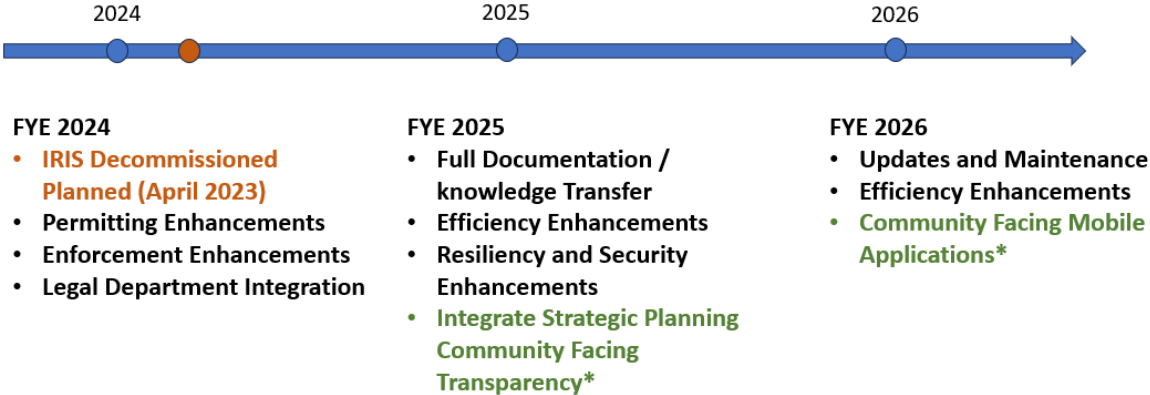 2024
2025
2026
FYE 2024
• IRIS Decommissioned
Planned (April 2023)
• Permitting Enhancements
• Enforcement Enhancements
• Legal Department Integration
FYE 2025
• Full Documentation /
knowledge Transfer
• Efficiency Enhancements
• Resiliency and Security
Enhancements
• Integrate Strategic Planning
Community Facing
Transparency*
FYE 2026
• Updates and Maintenance
• Efficiency Enhancements
• Community Facing Mobile
Applications*